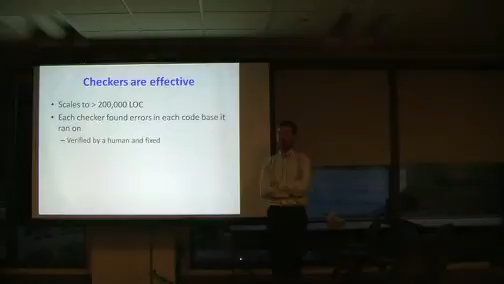 Checkers are effective
• Scales to > 200,000 LOC
• Each checker found errors in each code base it
ran on
– Verified by a human and fixed